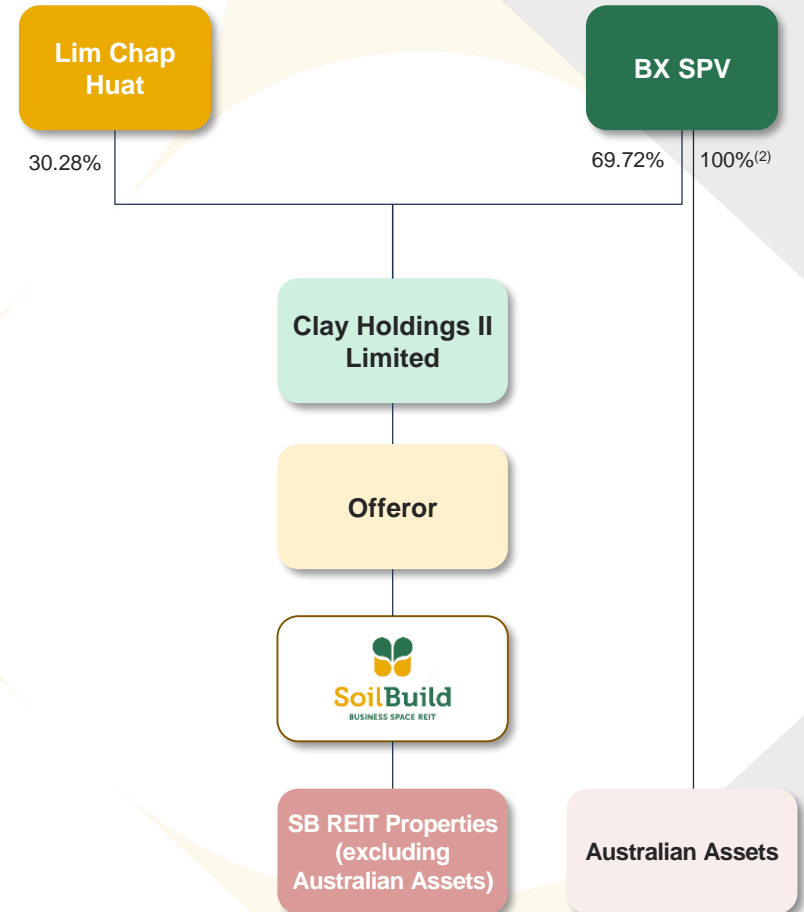 Lim Chap
Huat
BX SPV
30.28%
69.72%
100%(2)
Clay Holdings II
Limited
Offeror
SoilBuild
BUSINESS SPACE REIT
SB REIT Properties
(excluding
Australian Assets)
Australian Assets